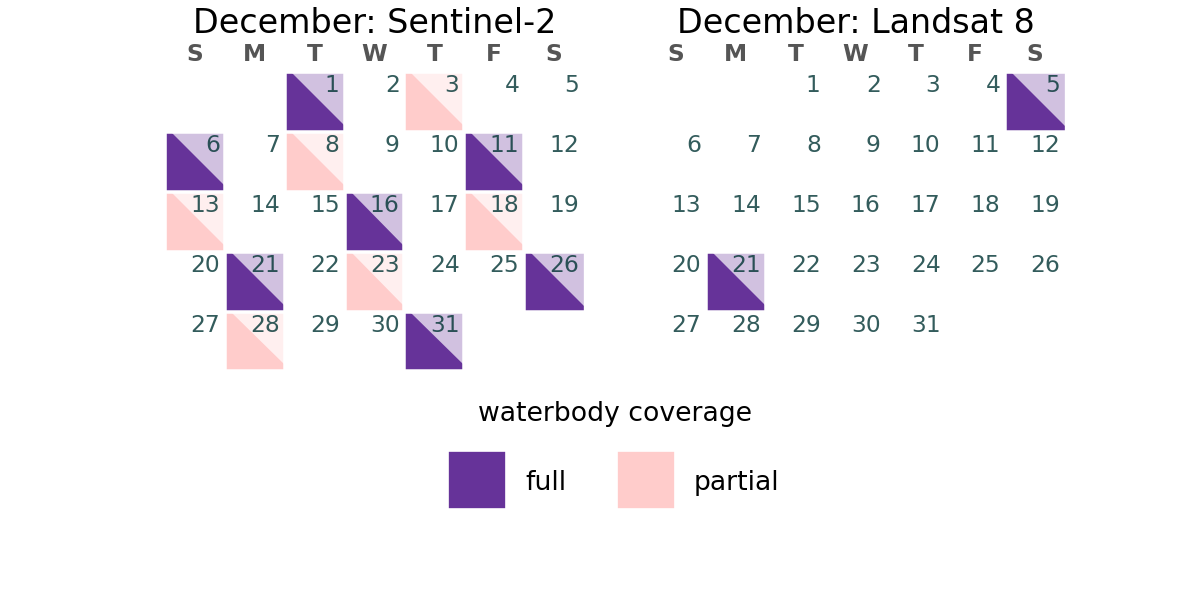 December: Sentinel-2
S M T W T F S
1 2 3 4 5
6 7 8 9 10 11 12
13 14 15 16 17 18 19
20 21 22 23 24 25 26
27 28 29 30 31
December: Landsat 8
S M T W T F S
1 2 3 4 5
6 7 8 9 10 11 12
13 14 15 16 17 18 19
20 21 22 23 24 25 26
27 28 29 30 31
waterbody coverage
full partial